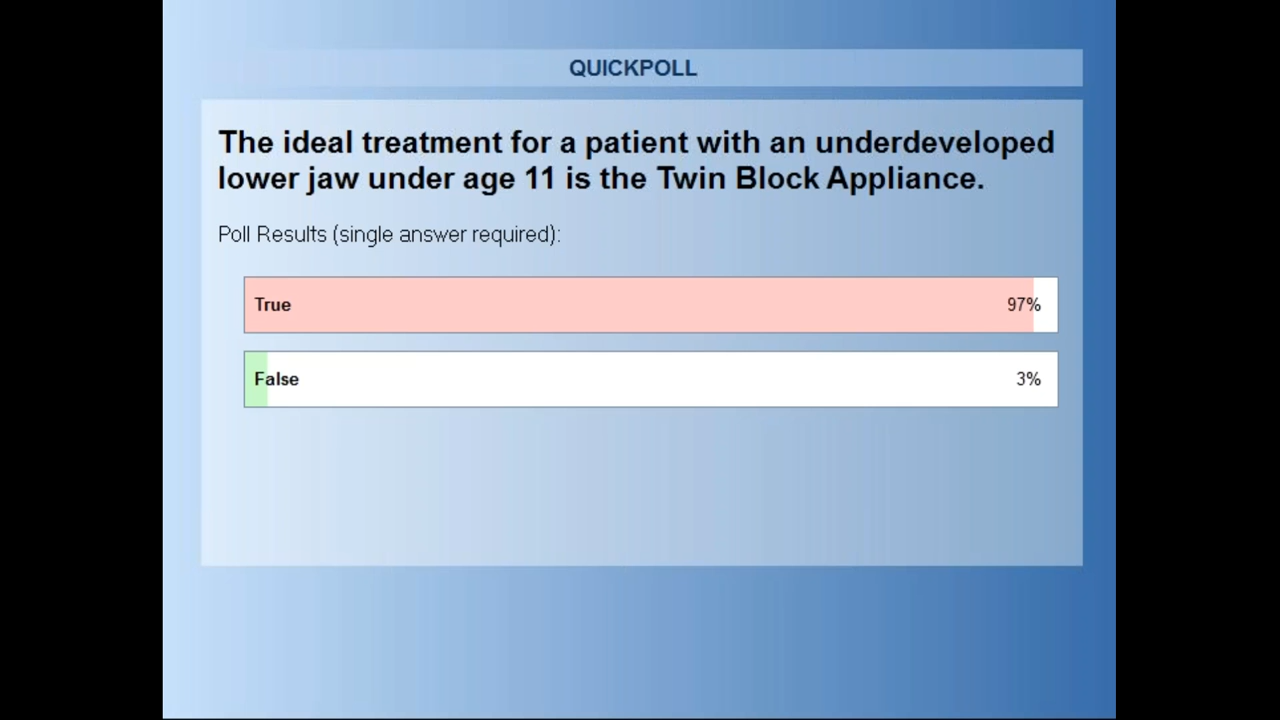 QUICKPOLL
The ideal treatment for a patient with an underdeveloped
lower jaw under age 11 is the Twin Block Appliance.
Poll Results (single answer required):
True 97%
False 3%